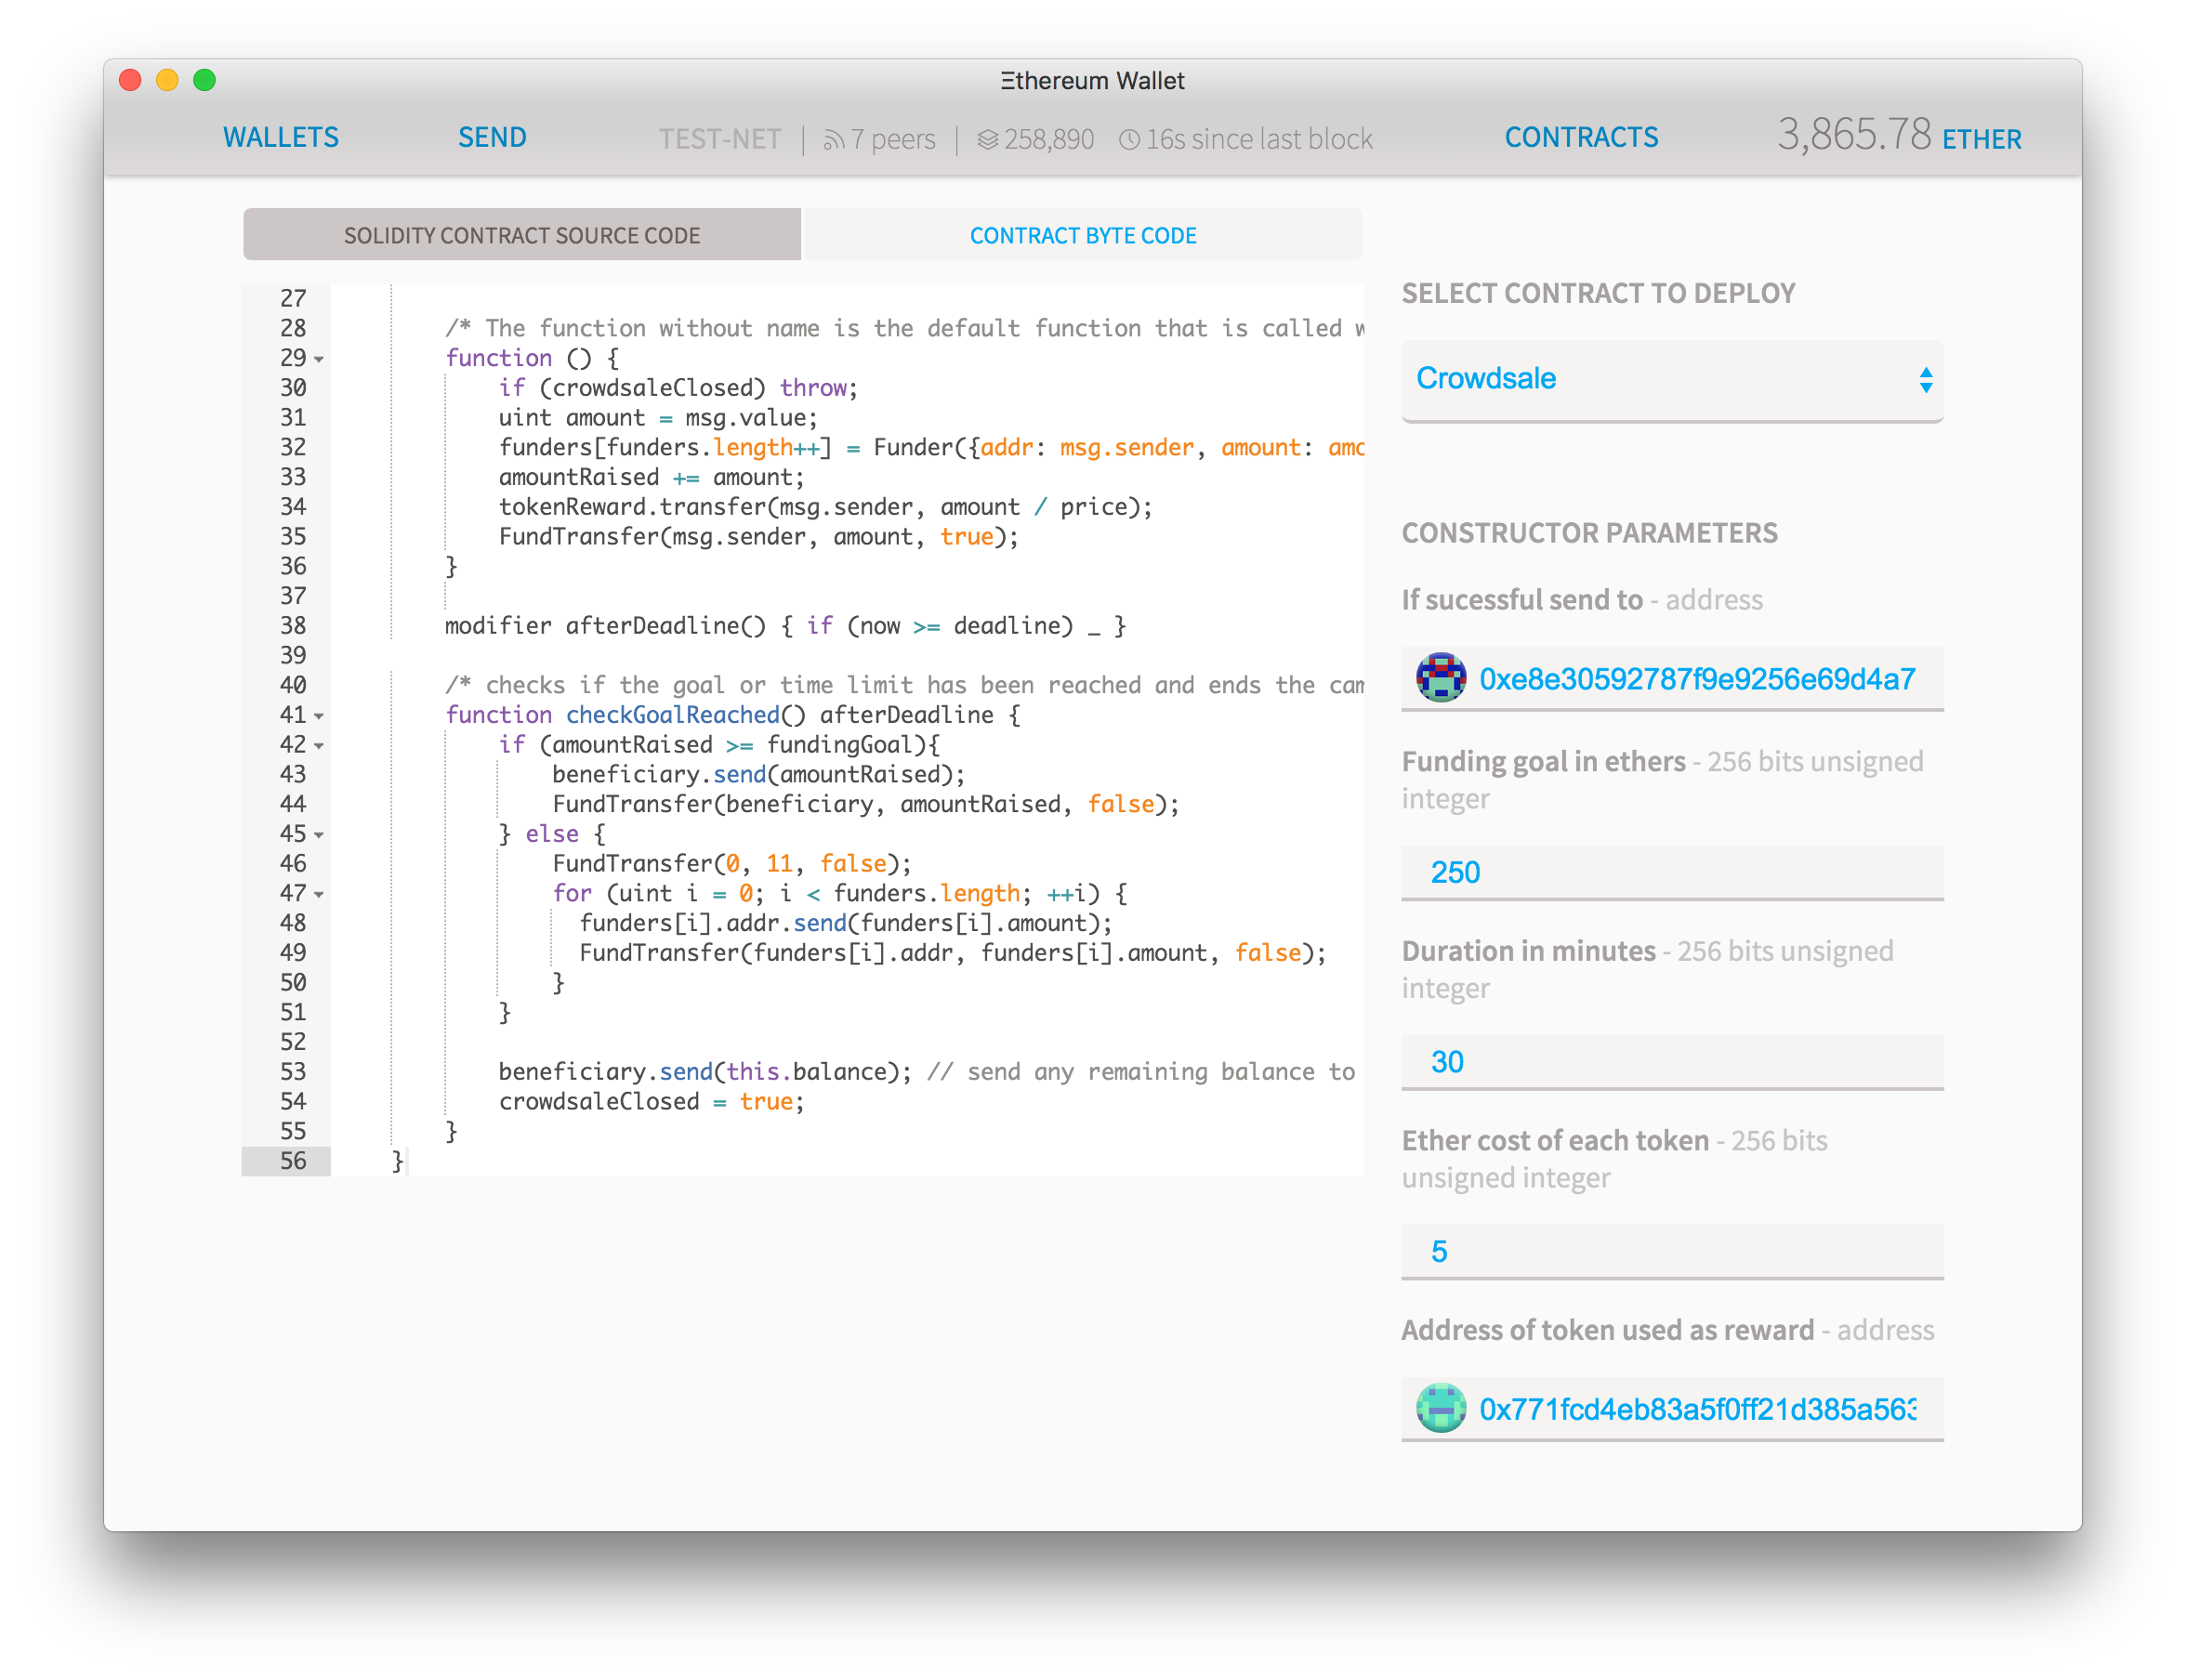 Ξthereum Wallet
WALLETS SEND TEST-NET | 7 peers | 258,890 16s since last block CONTRACTS 3,865.78 ETHER
SOLIDITY CONTRACT SOURCE CODE CONTRACT BYTE CODE
27
28 /* The function without name is the default function that is called
29 function () {
30 if (crowdsaleClosed) throw;
31 uint amount = msg.value;
32 funders[funders.length++] = Funder({addr: msg.sender, amount:
33 amountRaised += amount;
34 tokenReward.transfer(msg.sender, amount / price);
35 FundTransfer(msg.sender, amount, true);
36 }
37
38 modifier afterDeadline() { if (now >= deadline) _ }
39
40 /* checks if the goal or time limit has been reached and ends the
41 function checkGoalReached() afterDeadline {
42 if (amountRaised >= fundingGoal){
43 beneficiary.send(amountRaised);
44 FundTransfer(beneficiary, amountRaised, false);
45 } else {
46 FundTransfer(0, 11, false);
47 for (uint i = 0; i < funders.length; ++i) {
48 funders[i].addr.send(funders[i].amount);
49 FundTransfer(funders[i].addr, funders[i].amount, false);
50 }
51 }
52
53 beneficiary.send(this.balance); // send any remaining balance to
54 crowdsaleClosed = true;
55 }
56 }
SELECT CONTRACT TO DEPLOY
Crowdsale
CONSTRUCTOR PARAMETERS
If sucessful send to - address
0xe8e30592787f9e9256e69d4a7
Funding goal in ethers - 256 bits unsigned
integer
250
Duration in minutes - 256 bits unsigned
integer
30
Ether cost of each token - 256 bits
unsigned integer
5
Address of token used as reward - address
0x771fcd4eb83a5f0ff21d385a563